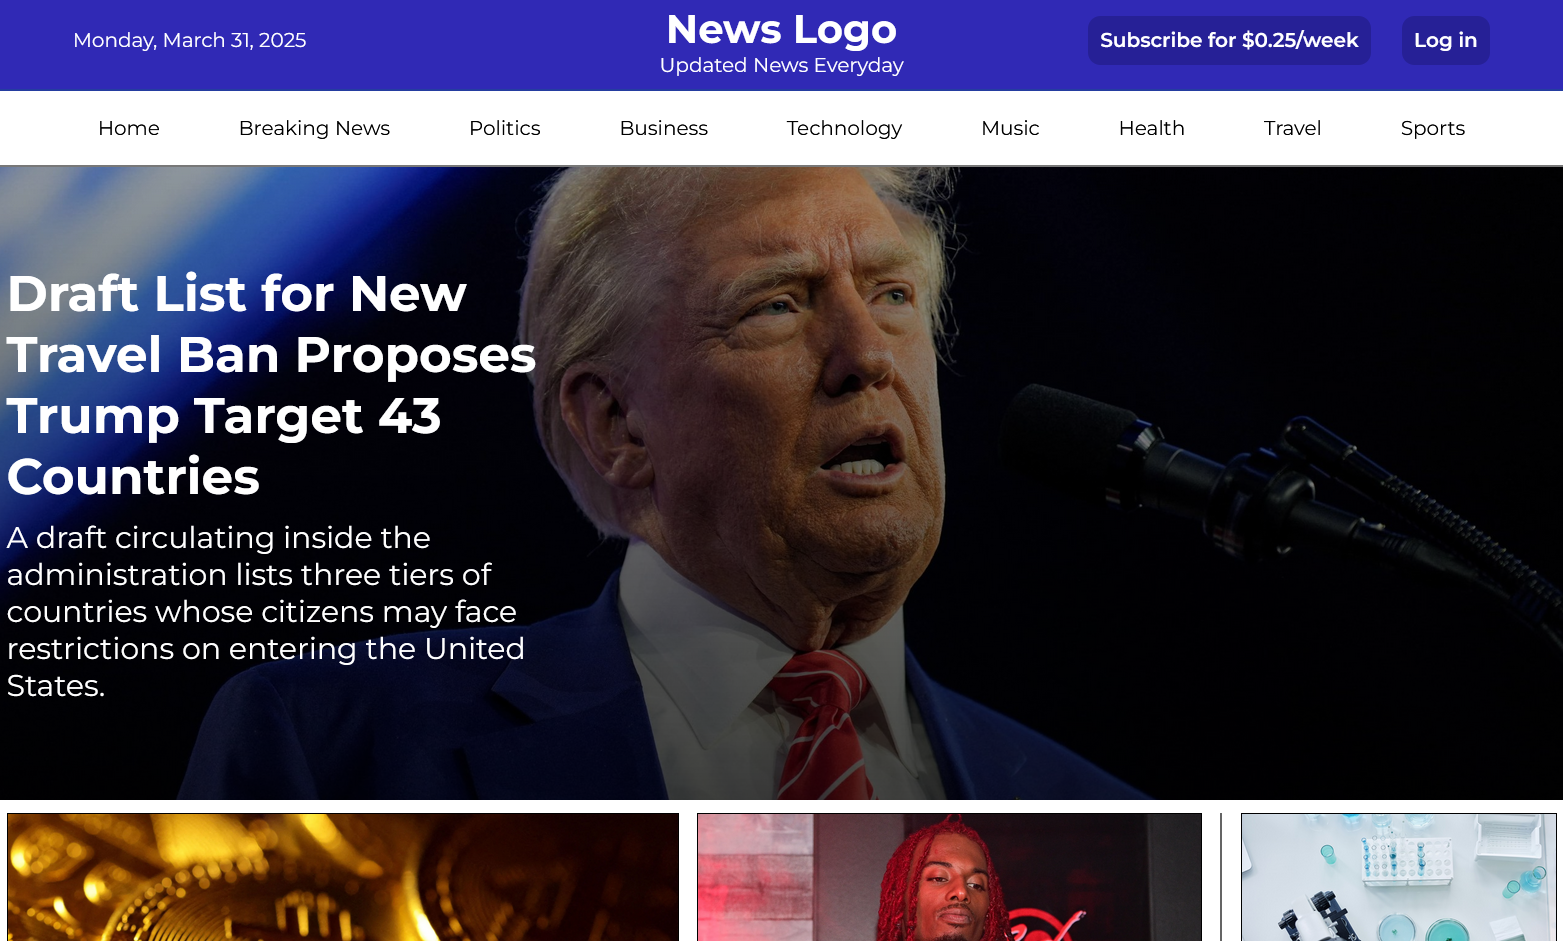 Monday, March 31, 2025
News Logo
Updated News Everyday
Subscribe for $0.25/week
Log in
Home
Breaking News
Politics
Business
Technology
Music
Health
Travel
Sports
Draft List for New
Travel Ban Proposes
Trump Target 43
Countries
A draft circulating inside the
administration lists three tiers of
countries whose citizens may face
restrictions on entering the United
States.